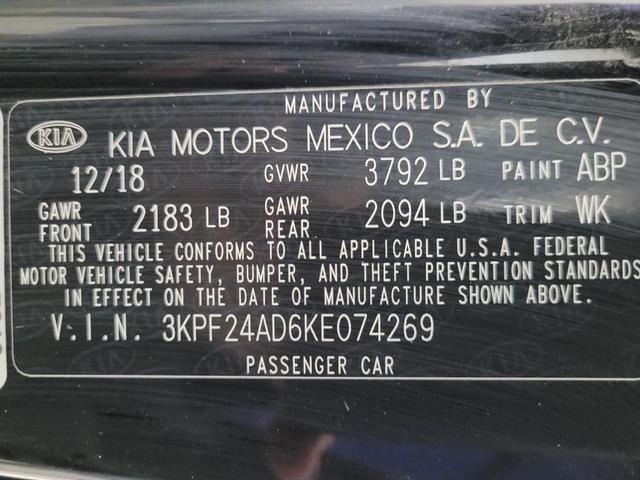 MANUFACTURED BY
KIA KIA MOTORS MEXICO S.A. DE C.V.
12/18 GVWR 3792 LB PAINT ABP
GAWR FRONT 2183 LB GAWR REAR 2094 LB TRIM WK
THIS VEHICLE CONFORMS TO ALL APPLICABLE U.S.A. FEDERAL
MOTOR VEHICLE SAFETY, BUMPER, AND THEFT PREVENTION STANDARDS
IN EFFECT ON THE DATE OF MANUFACTURE SHOWN ABOVE.
V.I.N. 3KPF24AD6KE074269
PASSENGER CAR